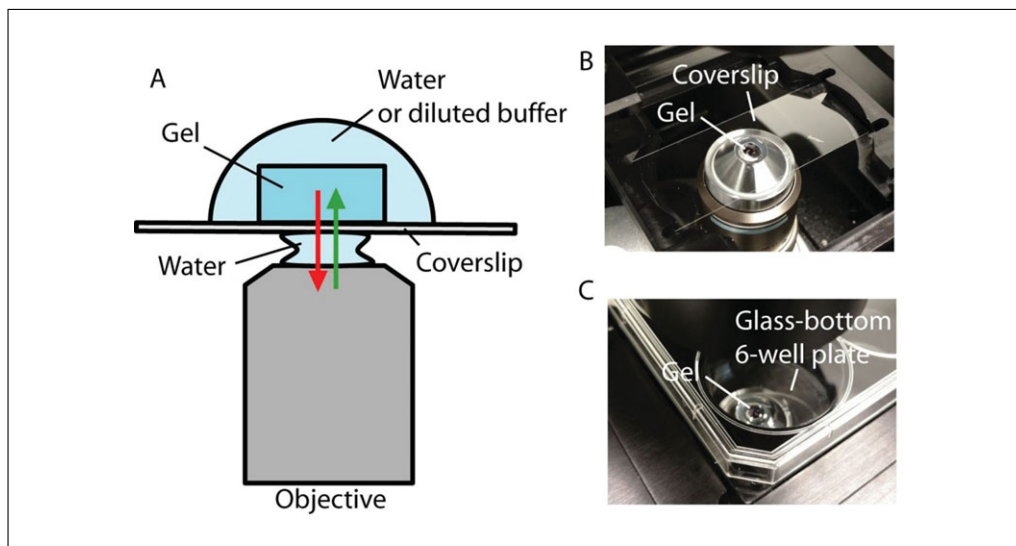 A
Water
or diluted buffer
Gel
Water
Coverslip
Objective
B
Coverslip
Gel
C
Glass-bottom
6-well plate
Gel